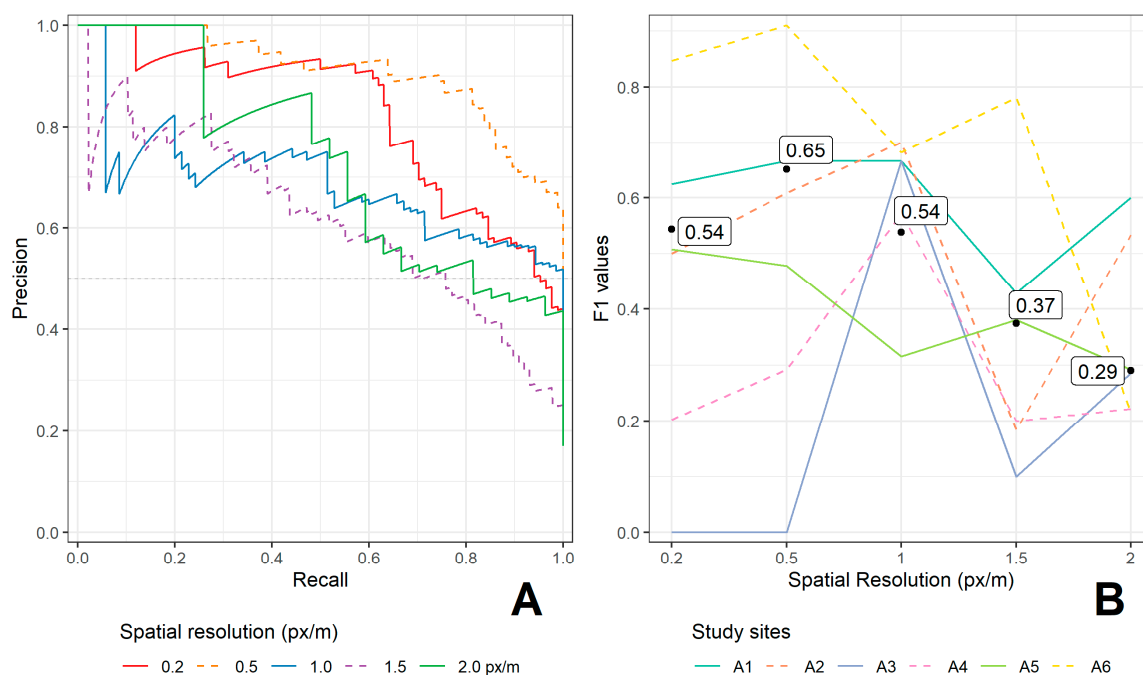 1.0
0.8
0.6
0.4
0.2
0.0
Precision
0.0 0.2 0.4 0.6 0.8 1.0
Recall
A
Spatial resolution (px/m)
0.2 0.5 1.0 1.5 2.0 px/m
0.8
0.6
0.4
0.2
0.0
F1 values
0.65
0.54
0.54
0.37
0.29
0.2 0.5 1 1.5 2
Spatial Resolution (px/m)
B
Study sites
A1 A2 A3 A4 A5 A6